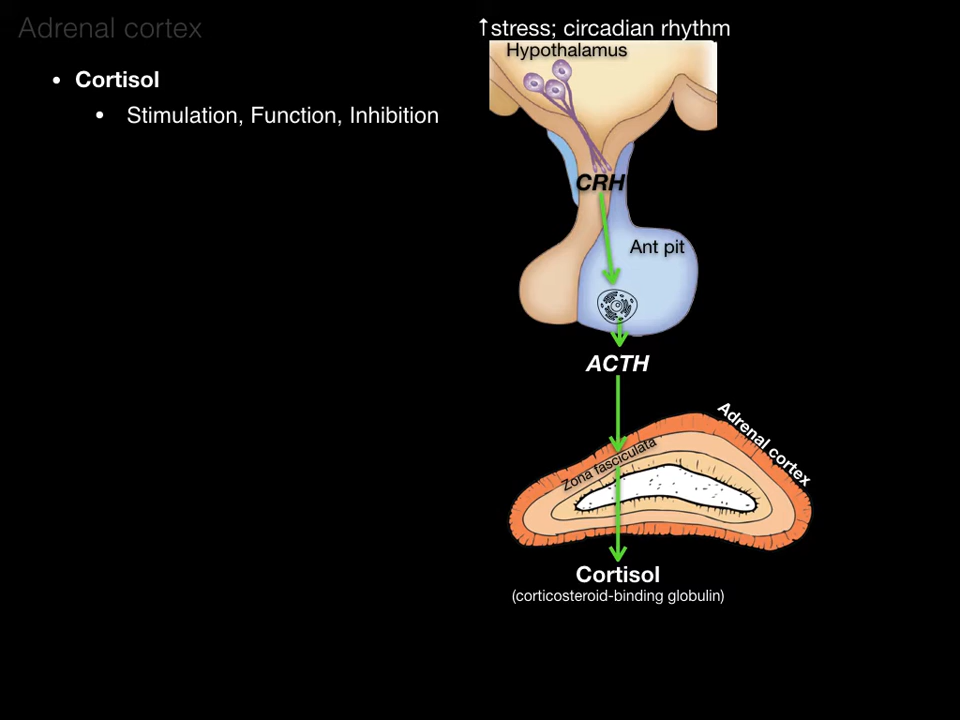 Adrenal cortex
• Cortisol
• Stimulation, Function, Inhibition
↑stress; circadian rhythm
Hypothalamus
CRH
Ant pit
ACTH
Adrenal cortex
Zona fasciculata
Cortisol
(corticosteroid-binding globulin)